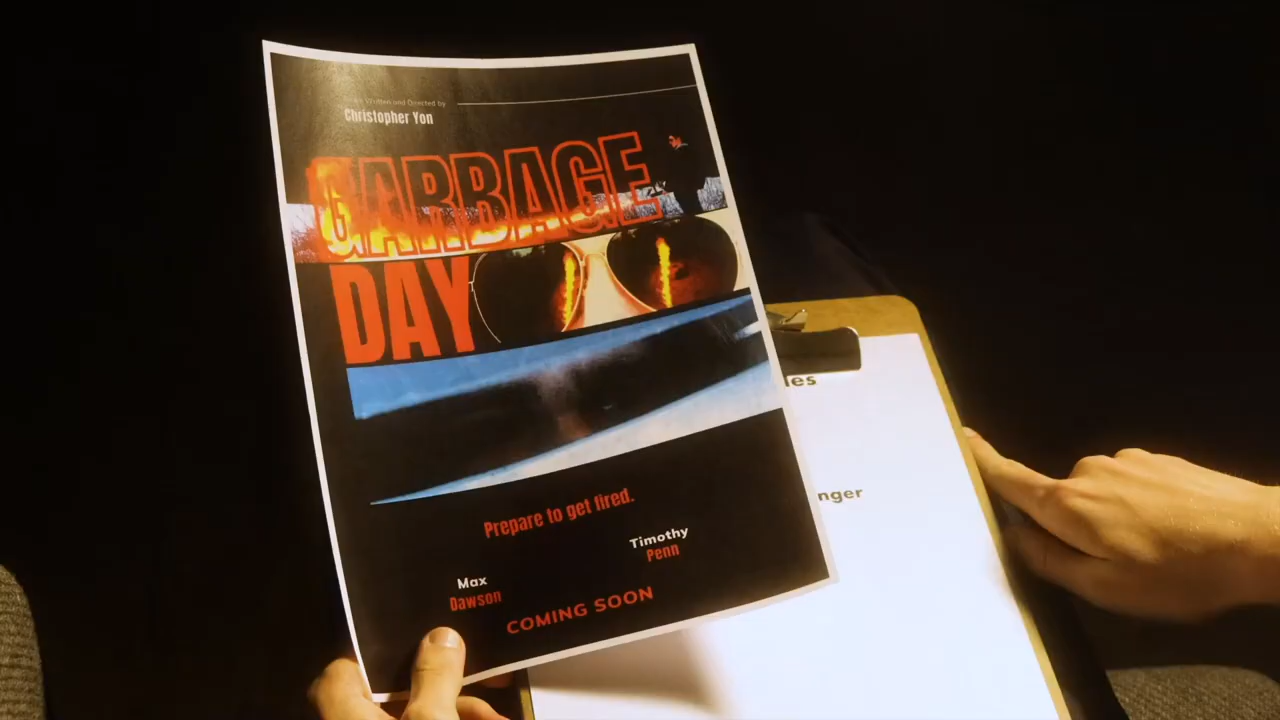 Written and Directed by
Christopher Yon
GARBAGE
DAY
Prepare to get fired.
Timothy
Penn
Max
Dawson
COMING SOON
les
nger